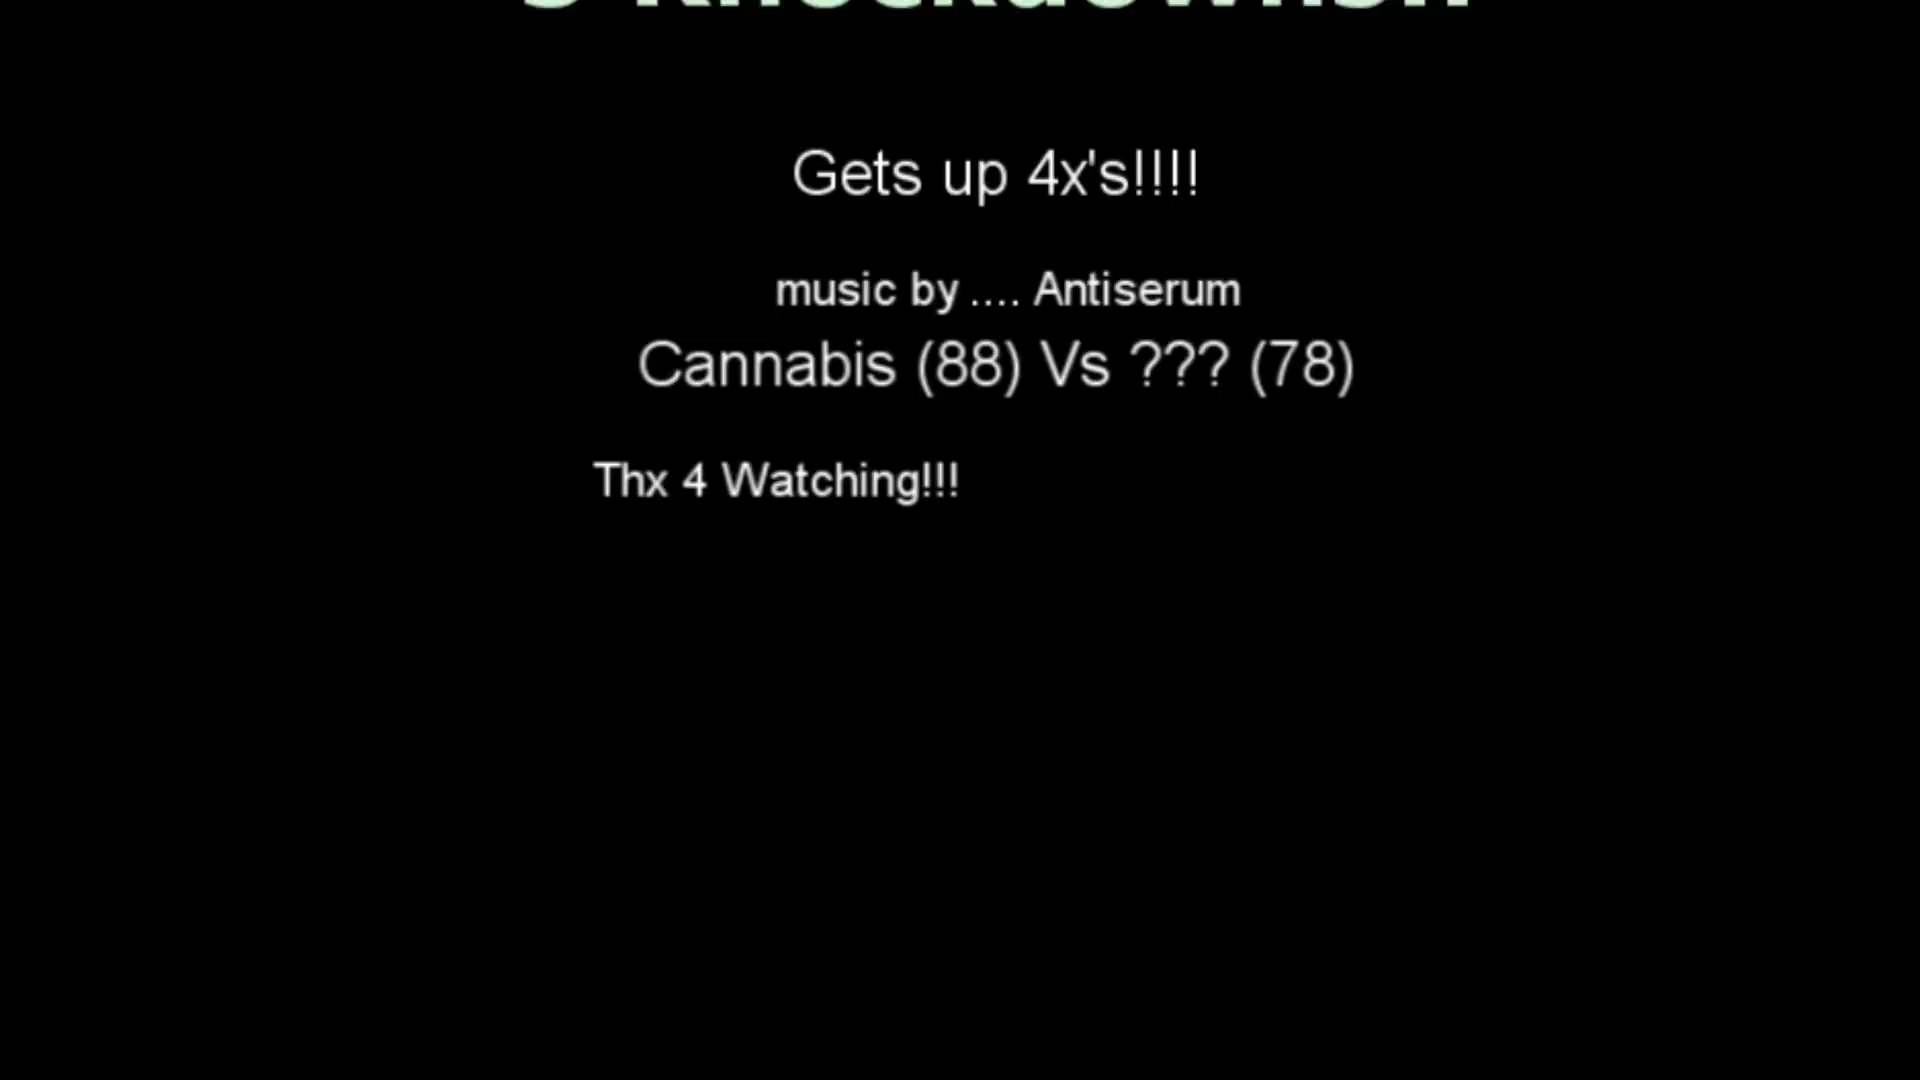 Gets up 4x's!!!!
music by .... Antiserum
Cannabis (88) Vs ??? (78)
Thx 4 Watching!!!